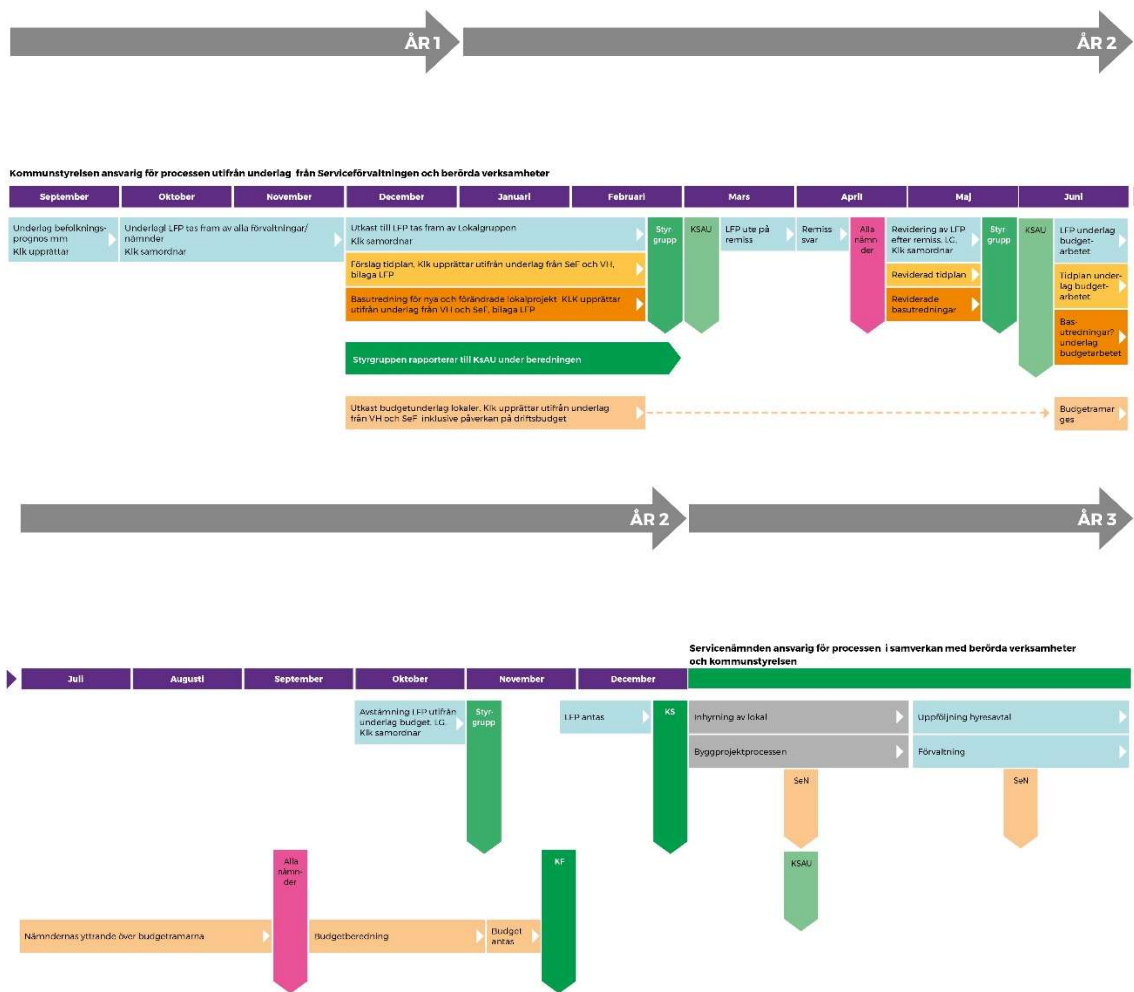 ÅR 1
ÅR 2
Kommunstyrelsen ansvarig för processen utifrån underlag från Serviceförvaltningen och berörda verksamheter
September
Oktober
November
December
Januari
Februari
Mars
April
Maj
Juni
Underlag befolknings-
prognos mm
Klk upprättar
Underlagl LFP tas fram av alla förvaltningar/
nämnder
Klk samordnar
Utkast till LFP tas fram av Lokalgruppen
Klk samordnar
Styr
grupp
KSAU
LFP ute på
remiss
Remiss
svar
Alla
nämn-
der
Revidering av LFP
efter remiss, LG,
Klk samordnar
Styr
grupp
KSAU
LFP underlag
budget-
arbetet
Förslag tidplan, Klk upprättar utifrån underlag från SeF och VH,
bilaga LFP
Reviderad tidplan
Tidplan under-
lag budget-
arbetet
Basutredning för nya och förändrade lokalprojekt KLK upprättar
utifrån underlag från VH och SeF, bilaga LFP
Reviderade
basutredningar
Bas-
utredningar?
underlag
budgetarbetet
Styrgruppen rapporterar till KsAU under beredningen
Utkast budgetunderlag lokaler, Klk upprättar utifrån underlag
från VH och SeF inklusive påverkan på driftsbudget
Budgetramar
ges
ÅR 2
ÅR 3
Servicenämnden ansvarig för processen i samverkan med berörda verksamheter
och kommunstyrelsen
Juli
Augusti
September
Oktober
November
December
Avstämning LFP utifrån
underlag budget, LG,
Klk samordnar
Styr-
grupp
LFP antas
KS
Inhyrning av lokal
Uppföljning hyresavtal
Byggprojektprocessen
Förvaltning
SeN
SeN
KSAU
Alla
nämn-
der
KF
Nämndernas yttrande över budgetramarna
Budgetberedning
Budget
antas